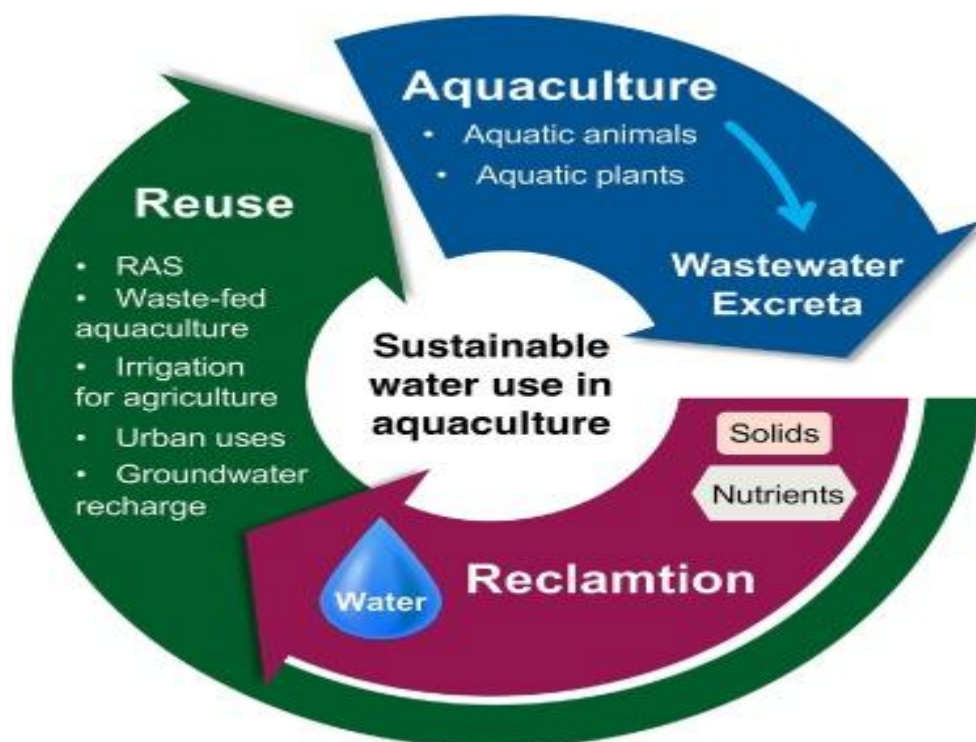 Aquaculture
• Aquatic animals
• Aquatic plants
Wastewater
Excreta
Reuse
• RAS
• Waste-fed
aquaculture
• Irrigation
for agriculture
• Urban uses
• Groundwater
recharge
Sustainable
water use in
aquaculture
Solids
Nutrients
Reclamtion
Water